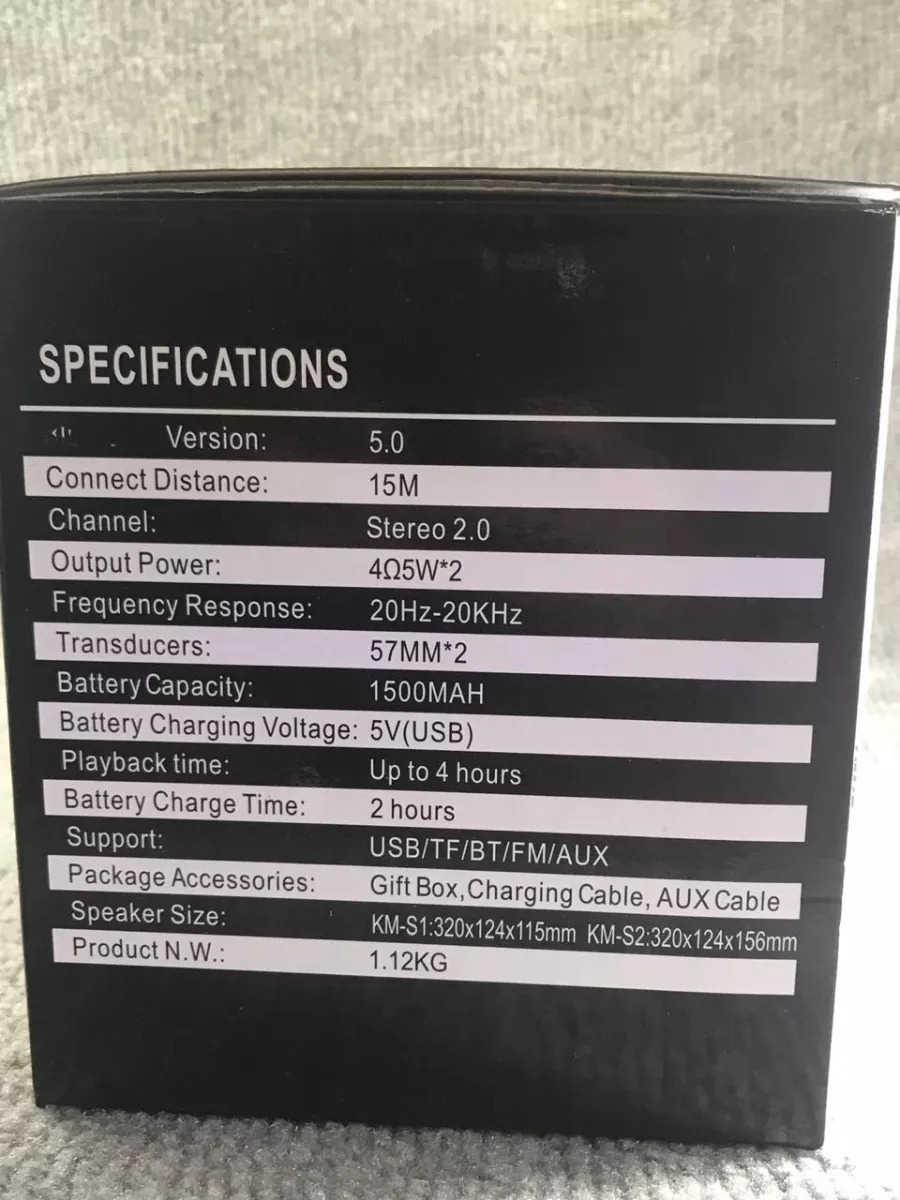 SPECIFICATIONS
Version: 5.0
Connect Distance: 15M
Channel: Stereo 2.0
Output Power: 4Ω5W*2
Frequency Response: 20Hz-20KHz
Transducers: 57MM*2
Battery Capacity: 1500MAH
Battery Charging Voltage: 5V(USB)
Playback time: Up to 4 hours
Battery Charge Time: 2 hours
Support: USB/TF/BT/FM/AUX
Package Accessories: Gift Box,Charging Cable, AUX Cable
Speaker Size: KM-S1:320x124x115mm KM-S2:320x124x156mm
Product N.W.: 1.12KG